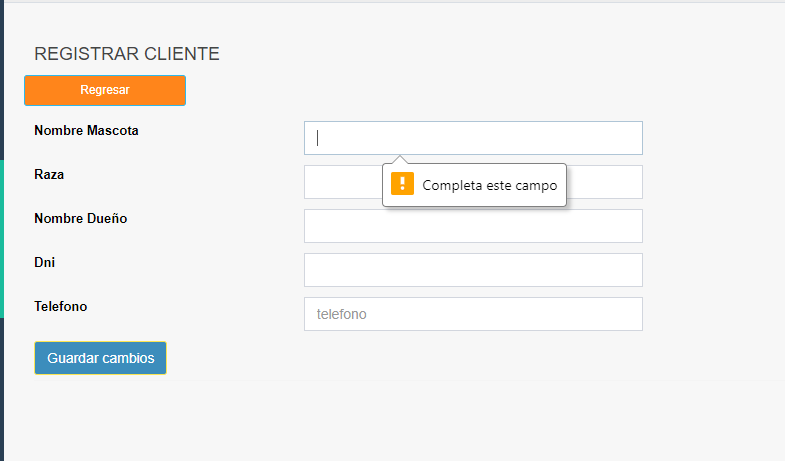 REGISTRAR CLIENTE
Regresar
Nombre Mascota
Raza
Completa este campo
Nombre Dueño
Dni
Telefono
telefono
Guardar cambios